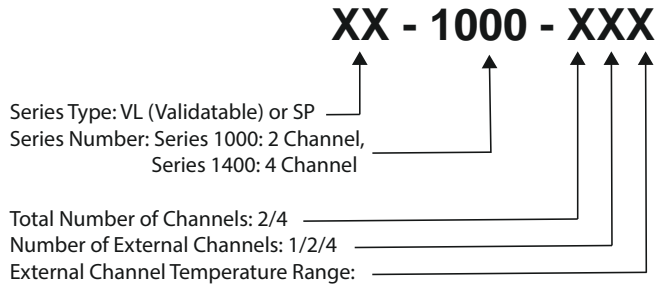 XX - 1000 - XXX
Series Type: VL (Validatable) or SP
Series Number: Series 1000: 2 Channel,
Series 1400: 4 Channel
Total Number of Channels: 2/4
Number of External Channels: 1/2/4
External Channel Temperature Range: